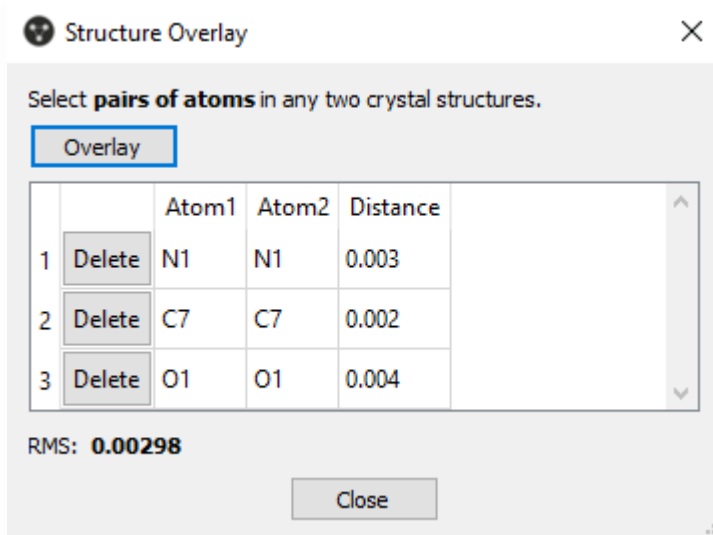 Structure Overlay
Select pairs of atoms in any two crystal structures.
Overlay
Atom1 Atom2 Distance
1 Delete N1 N1 0.003
2 Delete C7 C7 0.002
3 Delete O1 O1 0.004
RMS: 0.00298
Close